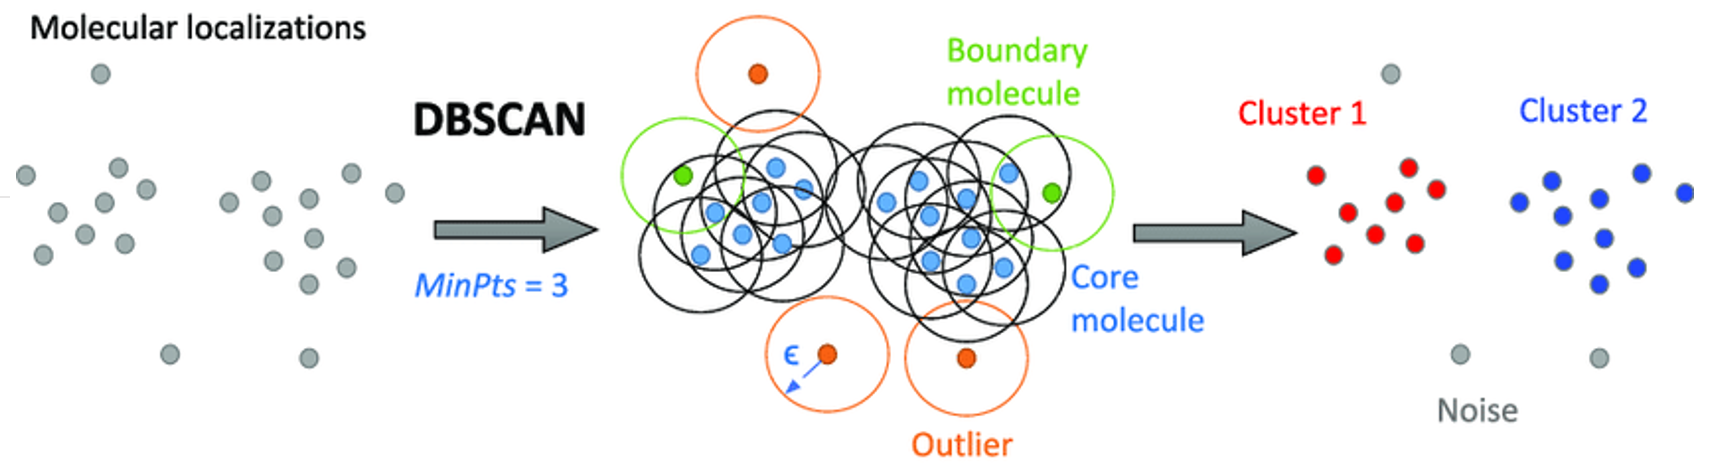 Molecular localizations
DBSCAN
MinPts = 3
Boundary
molecule
ϵ
Core
molecule
Outlier
Cluster 1
Cluster 2
Noise